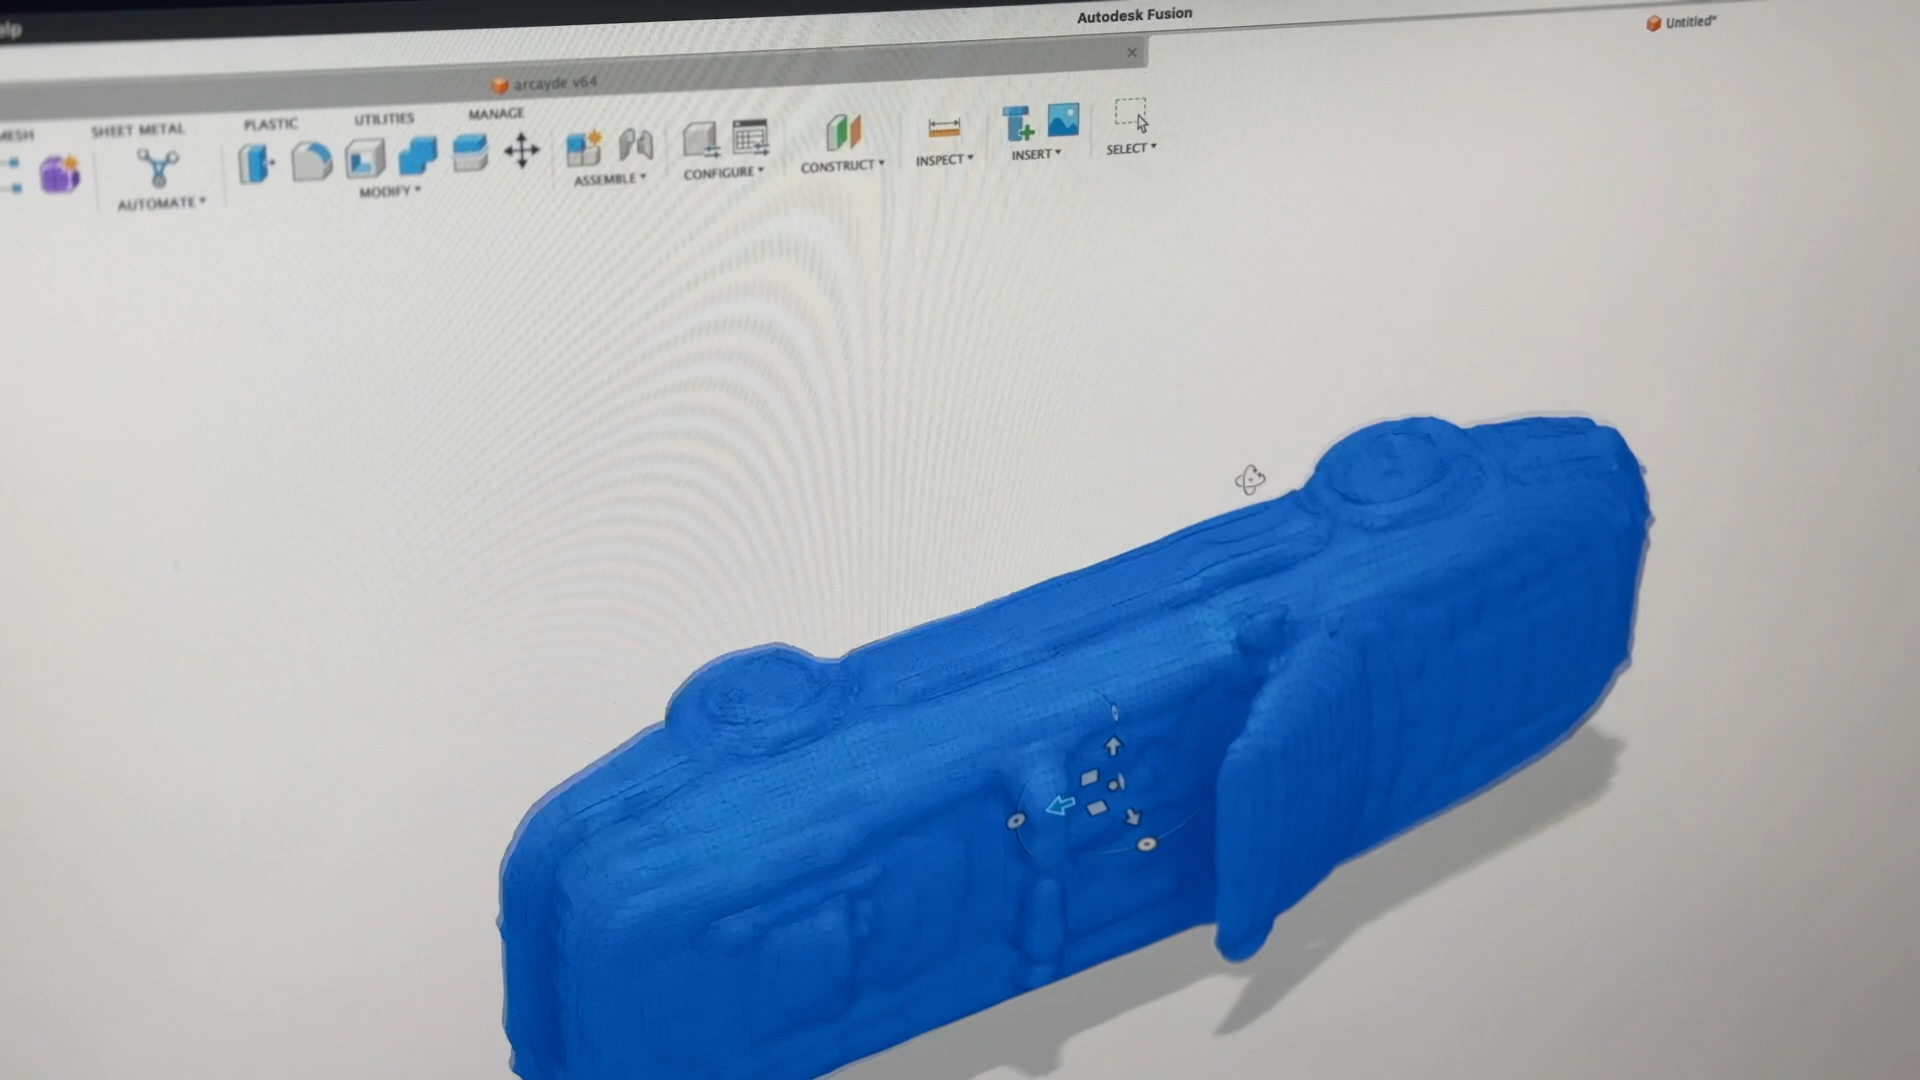 Autodesk Fusion
Untitled*
arcayde v64
SHEET METAL
PLASTIC
UTILITIES
MANAGE
AUTOMATE
MODIFY
ASSEMBLE
CONFIGURE
CONSTRUCT
INSPECT
INSERT
SELECT